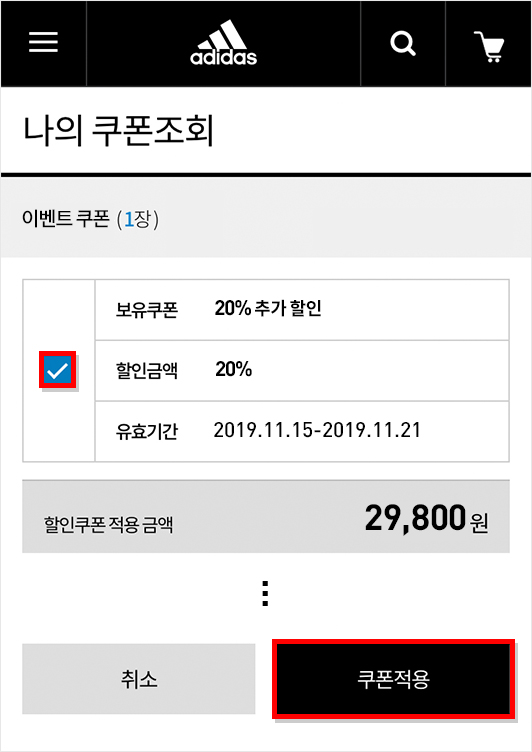 adidas
나의 쿠폰조회
이벤트 쿠폰 (1장)
보유쿠폰 20% 추가 할인
할인금액 20%
유효기간 2019.11.15-2019.11.21
할인쿠폰 적용 금액 29,800원
취소 쿠폰적용